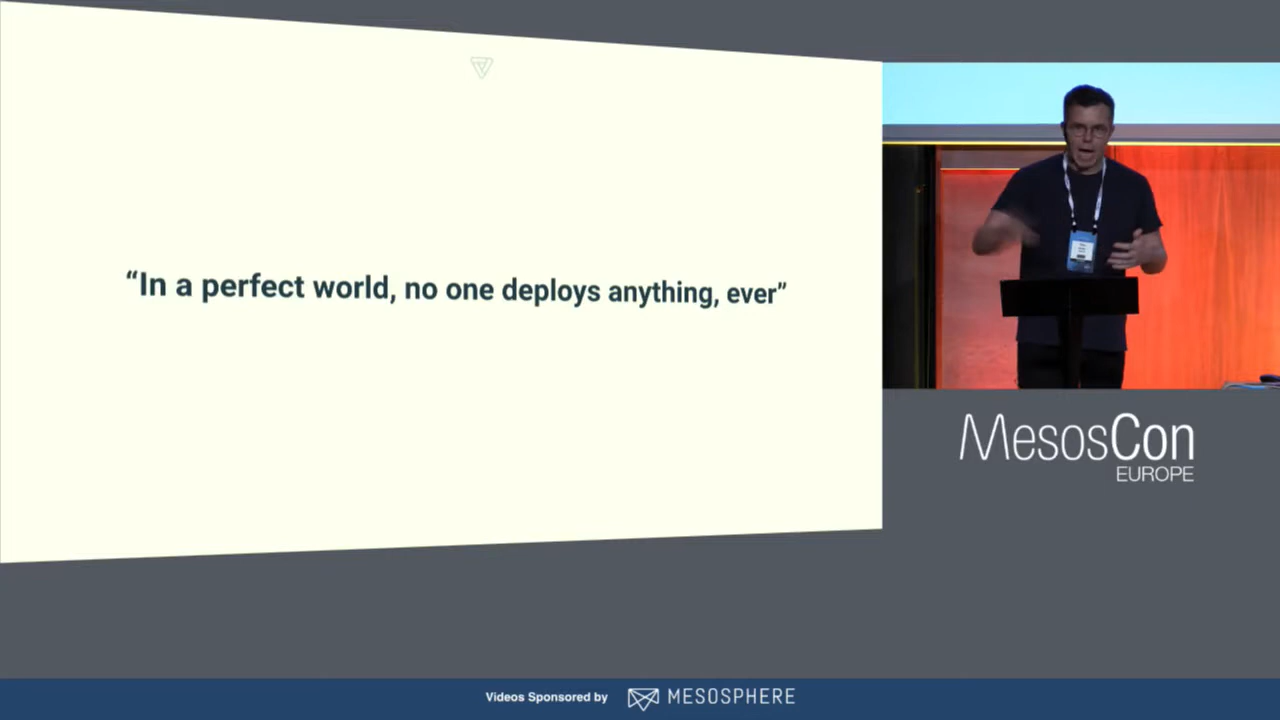 “In a perfect world, no one deploys anything, ever”
MesosCon
EUROPE
Videos Sponsored by MESOSPHERE